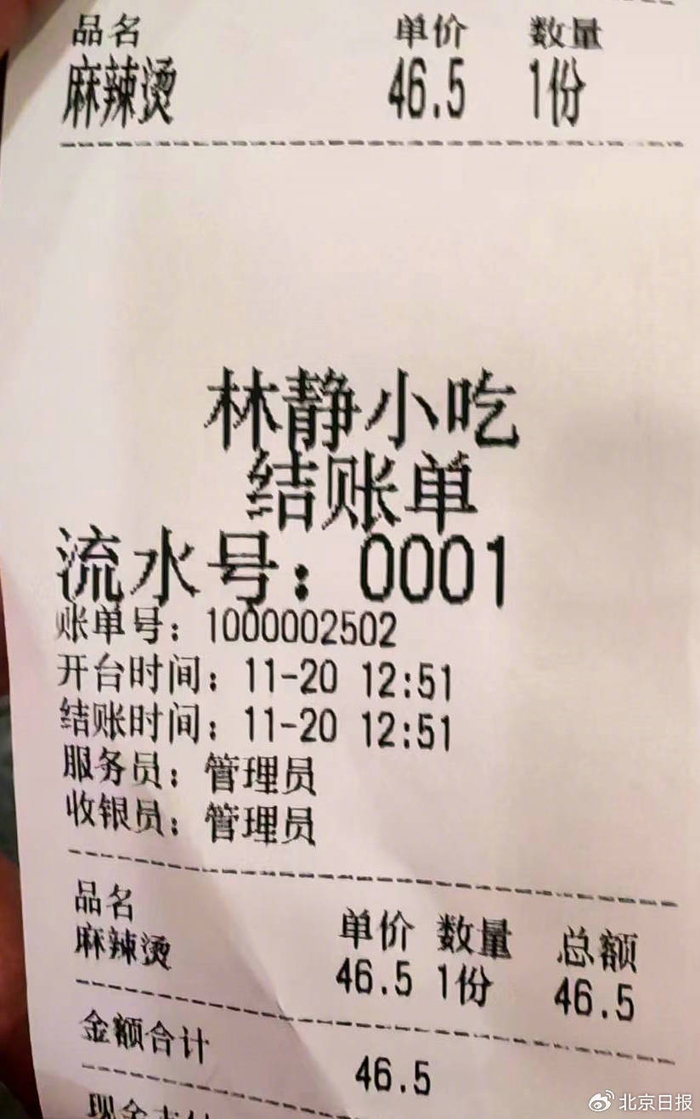 品名 单价 数量
麻辣烫 46.5 1份
林静小吃
结账单
流水号：0001
账单号：1000002502
开台时间：11-20 12:51
结账时间：11-20 12:51
服务员：管理员
收银员：管理员
品名 单价 数量 总额
麻辣烫 46.5 1份 46.5
金额合计 46.5
现金支付
北京日报